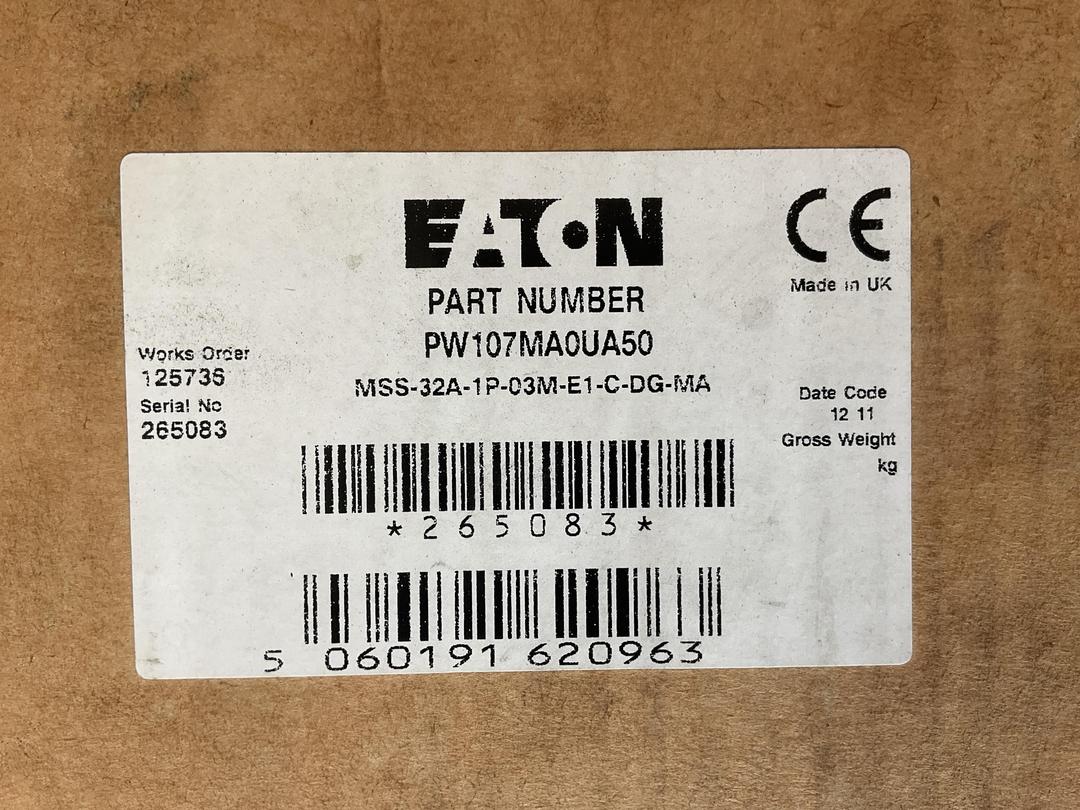 EATON
CE
Made in UK
PART NUMBER
PW107MA0UA50
MSS-32A-1P-03M-E1-C-DG-MA
Works Order
125736
Serial No
265083
Date Code
12 11
Gross Weight
kg
*265083*
5 060191 620963